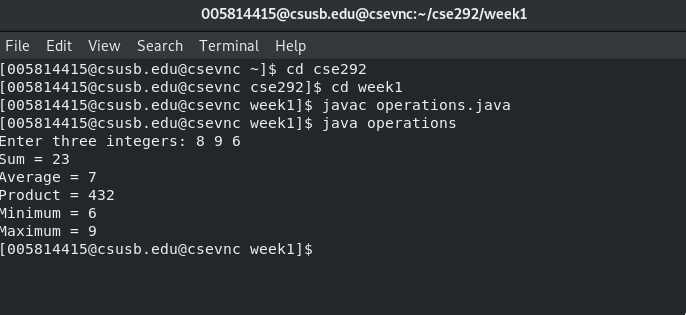 005814415@csusb.edu@csevnc:~/cse292/week1
File Edit View Search Terminal Help
[005814415@csusb.edu@csevnc ~]$ cd cse292
[005814415@csusb.edu@csevnc cse292]$ cd week1
[005814415@csusb.edu@csevnc week1]$ javac operations.java
[005814415@csusb.edu@csevnc week1]$ java operations
Enter three integers: 8 9 6
Sum = 23
Average = 7
Product = 432
Minimum = 6
Maximum = 9
[005814415@csusb.edu@csevnc week1]$